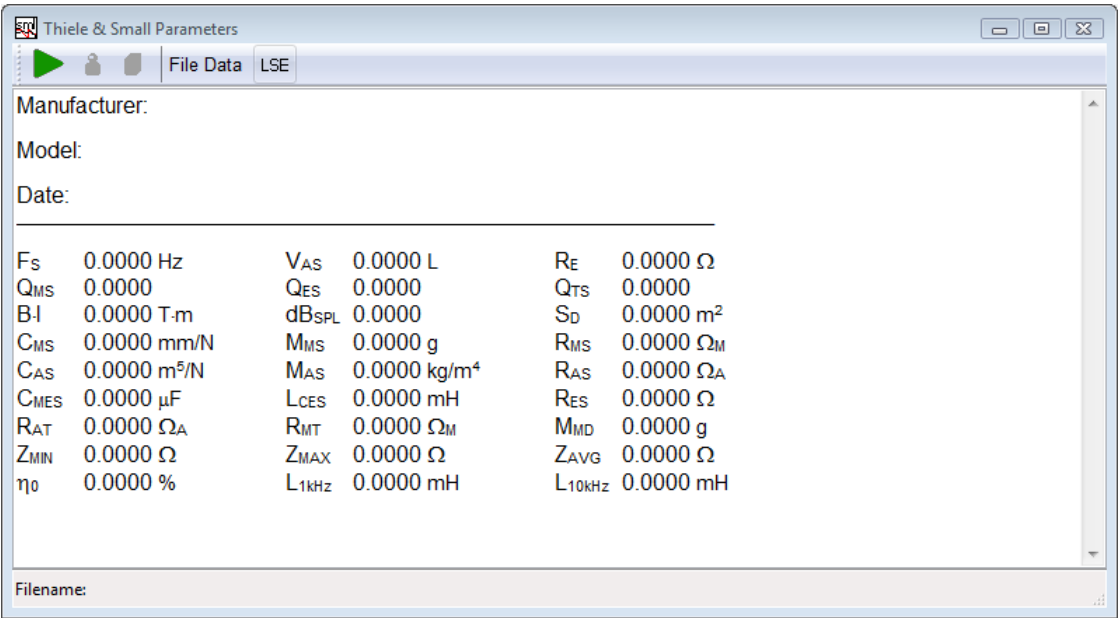 Thiele & Small Parameters
File Data LSE
Manufacturer:
Model:
Date:
FS 0.0000 Hz VAS 0.0000 L RE 0.0000 Ω
QMS 0.0000 QES 0.0000 QTS 0.0000
B·l 0.0000 T·m dBSPL 0.0000 SD 0.0000 m²
CMS 0.0000 mm/N MMS 0.0000 g RMS 0.0000 ΩM
CAS 0.0000 m⁵/N MAS 0.0000 kg/m⁴ RAS 0.0000 ΩA
CMES 0.0000 µF LCES 0.0000 mH RES 0.0000 Ω
RAT 0.0000 ΩA RMT 0.0000 ΩM MMD 0.0000 g
ZMIN 0.0000 Ω ZMAX 0.0000 Ω ZAVG 0.0000 Ω
η0 0.0000 % L1kHz 0.0000 mH L10kHz 0.0000 mH
Filename: